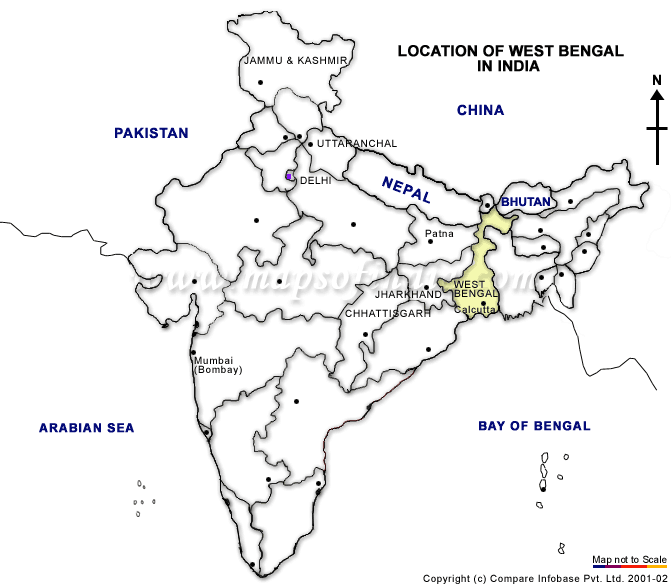 LOCATION OF WEST BENGAL
IN INDIA
JAMMU & KASHMIR
N
CHINA
PAKISTAN
UTTARANCHAL
DELHI
NEPAL
BHUTAN
Patna
www.mapsofindia.com
WEST
BENGAL
JHARKHAND
Calcutta
CHHATTISGARH
Mumbai
(Bombay)
ARABIAN SEA
BAY OF BENGAL
Map not to Scale
Copyright (c) Compare Infobase Pvt. Ltd. 2001-02